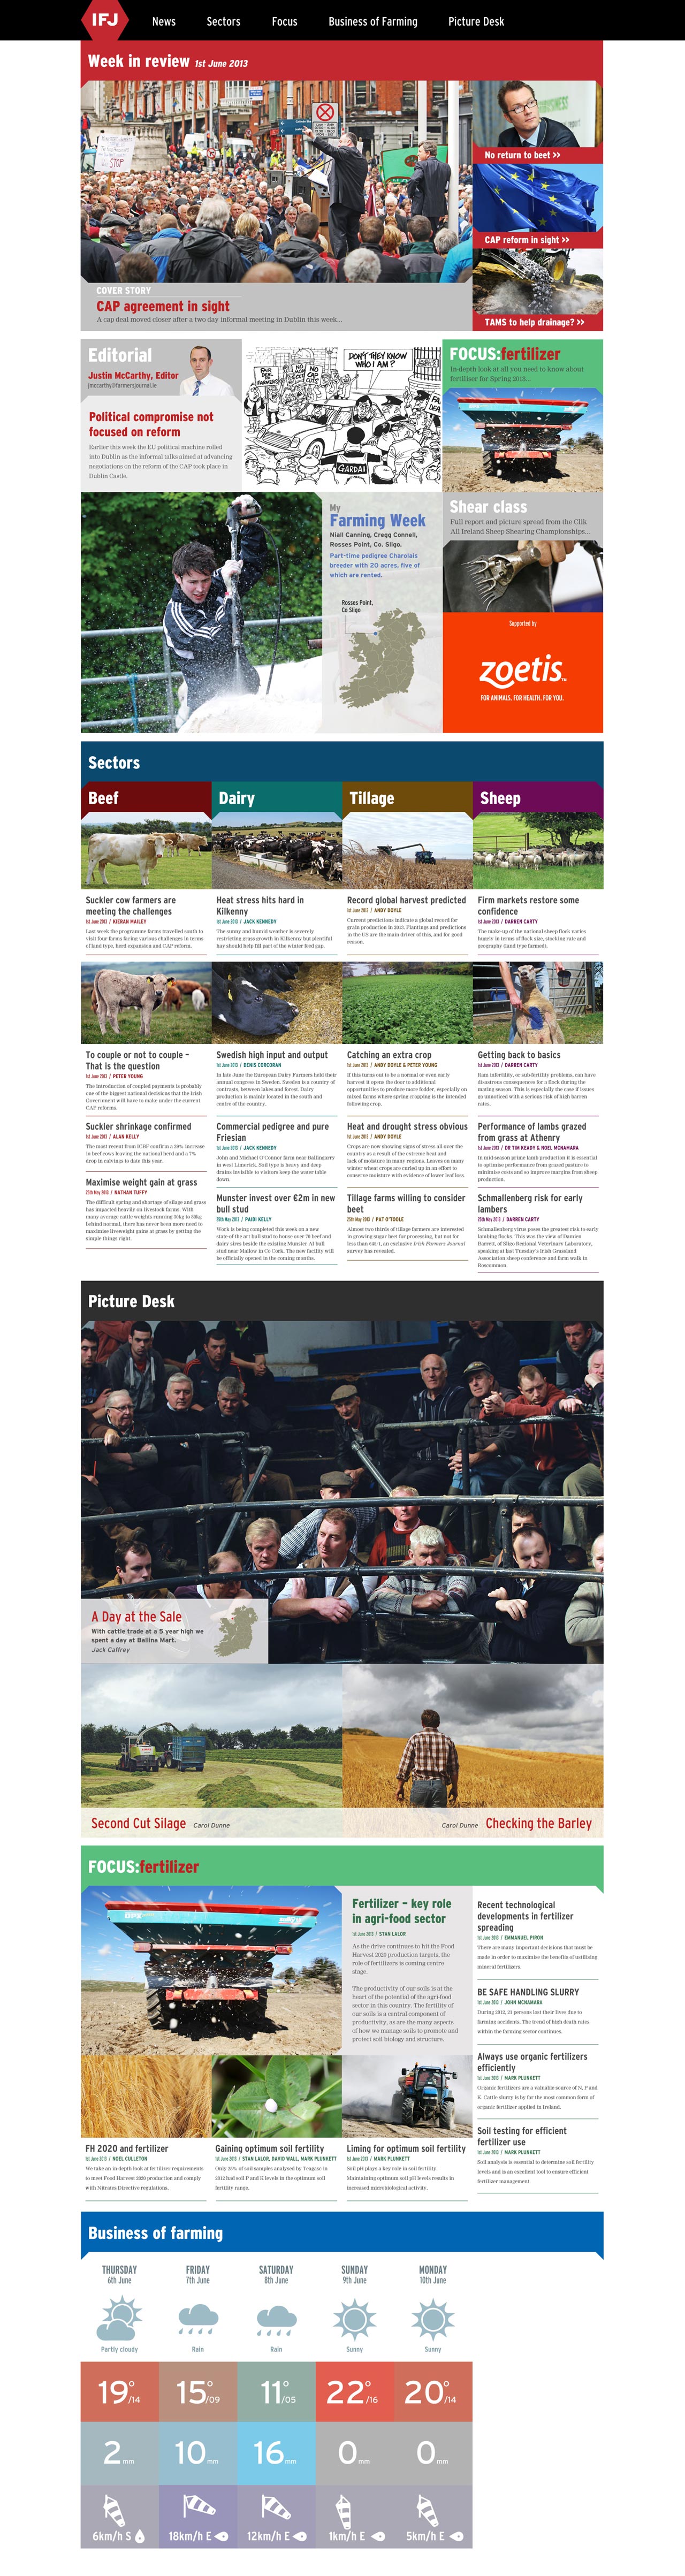 IFJ
News
Sectors
Focus
Business of Farming
Picture Desk
Week in review 1st June 2013
STOP
No return to beet >>
CAP reform in sight >>
TAMS to help drainage? >>
COVER STORY
CAP agreement in sight
A cap deal moved closer after a two day informal meeting in Dublin this week...
Editorial
Justin McCarthy, Editor
jmccarthy@farmersjournal.ie
Political compromise not
focused on reform
Earlier this week the EU political machine rolled
into Dublin as the informal talks aimed at advancing
negotiations on the reform of the CAP took place in
Dublin Castle.
DON'T THEY KNOW
WHO I AM?
GARDAI
FOCUS:fertilizer
In-depth look at all you need to know about
fertiliser for Spring 2013...
My
Farming Week
Niall Canning, Cregg Connell,
Rosses Point, Co. Sligo.
Part-time pedigree Charolais
breeder with 20 acres, five of
which are rented.
Rosses Point,
Co Sligo
Shear class
Full report and picture spread from the Clik
All Ireland Sheep Shearing Championships...
Supported by
zoetis
FOR ANIMALS. FOR HEALTH. FOR YOU.
Sectors
Beef
Dairy
Tillage
Sheep
Suckler cow farmers are
meeting the challenges
1st June 2013 / KIERAN MAILEY
Last week the programme farms travelled south to
visit four farms facing various challenges in terms
of land type, herd expansion and CAP reform.
Heat stress hits hard in
Kilkenny
1st June 2013 / JACK KENNEDY
The sunny and humid weather is severely
restricting grass growth in Kilkenny but plentiful
hay should help fill part of the winter feed gap.
Record global harvest predicted
1st June 2013 / ANDY DOYLE
Current predictions indicate a global record for
grain production in 2013. Plantings and predictions
in the US are the main driver of this, and for good
reason.
Firm markets restore some
confidence
1st June 2013 / DARREN CARTY
The make-up of the national sheep flock varies
hugely in terms of flock size, stocking rate and
geography (land type farmed).
To couple or not to couple –
That is the question
1st June 2013 / PETER YOUNG
The introduction of coupled payments is probably
one of the biggest national decisions that the Irish
Government will have to make under the current
CAP reforms.
Swedish high input and output
1st June 2013 / DENIS CORCORAN
In late-June the European Dairy Farmers held their
annual congress in Sweden. Sweden is a country of
contrasts, between lakes and forest. Dairy
production is mainly located in the south and
centre of the country.
Catching an extra crop
1st June 2013 / ANDY DOYLE & PETER YOUNG
If this turns out to be a normal or even early
harvest it opens the door to additional
opportunities to produce more fodder, especially on
mixed farms where spring cropping is the intended
following crop.
Getting back to basics
1st June 2013 / DARREN CARTY
Ram infertility, or sub-fertility problems, can have
disastrous consequences for a flock during the
mating season. This is especially the case if issues
go unnoticed with a serious risk of high barren
rates.
Suckler shrinkage confirmed
1st June 2013 / ALAN KELLY
The most recent from ICBF confirm a 29% increase
in beef cows leaving the national herd and a 7%
drop in calvings to date this year.
Commercial pedigree and pure
Friesian
1st June 2013 / JACK KENNEDY
John and Michael O'Connor farm near Ballingarry
in west Limerick. Soil type is heavy and deep
drains are visible to visitors keep the water table
down.
Heat and drought stress obvious
1st June 2013 / ANDY DOYLE
Crops are now showing signs of stress all over the
country as a result of the extreme heat and
lack of moisture in many regions. Leaves on many
winter wheat crops are curled up in an effort to
conserve moisture with evidence of lower leaf loss.
Performance of lambs grazed
from grass at Athenry
1st June 2013 / DR TIM KEADY & NOEL MCNAMARA
In mid-season prime lamb production it is essential
to optimise performance from grazed pasture to
minimise costs and so improve margins from sheep
production.
Maximise weight gain at grass
25th May 2013 / NATHAN TUFFY
The difficult spring and shortage of silage and grass
has impacted heavily on livestock farms. With
many average cattle weights running 30kg to 80kg
behind normal, there has never been more need to
maximise liveweight gains at grass by getting the
simple things right.
Munster invest over €2m in new
bull stud
25th May 2013 / PAIDI KELLY
Work is being completed this week on a new
state-of-the art bull stud to house over 70 beef and
dairy sires beside the existing Munster AI bull
stud near Mallow in Co Cork. The new facility will
be officially opened in the coming months.
Tillage farms willing to consider
beet
25th May 2013 / PAT O'TOOLE
Almost two thirds of tillage farmers are interested
in growing sugar beet for processing, but not for
less than €45/t, an exclusive Irish Farmers Journal
survey has revealed.
Schmallenberg risk for early
lambers
25th May 2013 / DARREN CARTY
Schmallenberg virus poses the greatest risk to early
lambing flocks. This was the view of Damien
Barrett, of Sligo Regional Veterinary Laboratory,
speaking at last Tuesday's Irish Grassland
Association sheep conference and farm walk in
Roscommon.
Picture Desk
A Day at the Sale
With cattle trade at a 5 year high we
spent a day at Ballina Mart.
Jack Caffrey
Second Cut Silage Carol Dunne
Carol Dunne Checking the Barley
FOCUS:fertilizer
Fertilizer – key role
in agri-food sector
1st June 2013 / STAN LALOR
As the drive continues to hit the Food
Harvest 2020 production targets, the
role of fertilizers is coming centre
stage.
The productivity of our soils is at the
heart of the potential of the agri-food
sector in this country. The fertility of
our soils is a central component of
productivity, as are the many aspects
of how we manage soils to promote and
protect soil biology and structure.
Recent technological
developments in fertilizer
spreading
1st June 2013 / EMMANUEL PIRON
There are many important decisions that must be
made in order to maximise the benefits of utilising
mineral fertilizers.
BE SAFE HANDLING SLURRY
1st June 2013 / JOHN MCNAMARA
During 2012, 21 persons lost their lives due to
farming accidents. The trend of high death rates
within the farming sector continues.
Always use organic fertilizers
efficiently
1st June 2013 / MARK PLUNKETT
Organic fertilizers are a valuable source of N, P and
K. Cattle slurry is by far the most common form of
organic fertilizer applied in Ireland.
Soil testing for efficient
fertilizer use
1st June 2013 / MARK PLUNKETT
Soil analysis is essential to determine soil fertility
levels and is an excellent tool to ensure efficient
fertilizer management.
FH 2020 and fertilizer
1st June 2013 / NOEL CULLETON
We take an in-depth look at fertilizer requirements
to meet Food Harvest 2020 production and comply
with Nitrates Directive regulations.
Gaining optimum soil fertility
1st June 2013 / STAN LALOR, DAVID WALL, MARK PLUNKETT
Only 25% of soil samples analysed by Teagasc in
2012 had soil P and K levels in the optimum soil
fertility range.
Liming for optimum soil fertility
1st June 2013 / MARK PLUNKETT
Soil pH plays a key role in soil fertility.
Maintaining optimum soil pH levels results in
increased microbiological activity.
Business of farming
THURSDAY
6th June
FRIDAY
7th June
SATURDAY
8th June
SUNDAY
9th June
MONDAY
10th June
Partly cloudy
Rain
Rain
Sunny
Sunny
19°/14
15°/09
11°/05
22°/16
20°/14
2mm
10mm
16mm
0mm
0mm
6km/h S
18km/h E
12km/h E
1km/h E
5km/h E